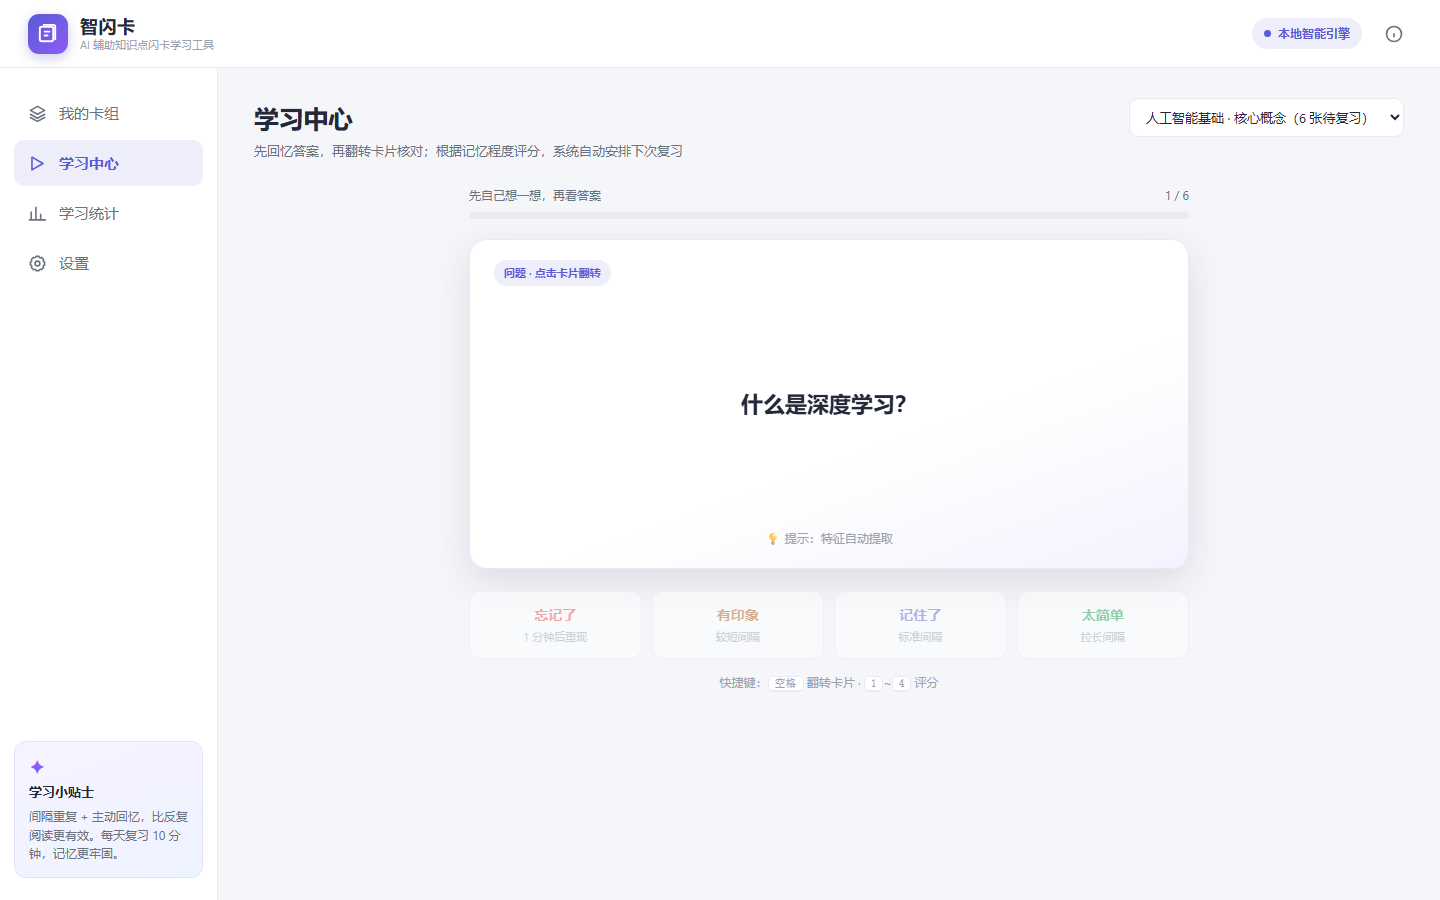 智闪卡
AI 辅助知识点闪卡学习工具
本地智能引擎
我的卡组
学习中心
学习统计
设置
学习小贴士
间隔重复 + 主动回忆，比反复
阅读更有效。每天复习 10 分
钟，记忆更牢固。
学习中心
先回忆答案，再翻转卡片核对；根据记忆程度评分，系统自动安排下次复习
人工智能基础 · 核心概念（6 张待复习）
先自己想一想，再看答案
1 / 6
问题 · 点击卡片翻转
什么是深度学习？
💡 提示：特征自动提取
忘记了
1 分钟后重现
有印象
较短间隔
记住了
标准间隔
太简单
拉长间隔
快捷键： 空格 翻转卡片 · 1 ~ 4 评分